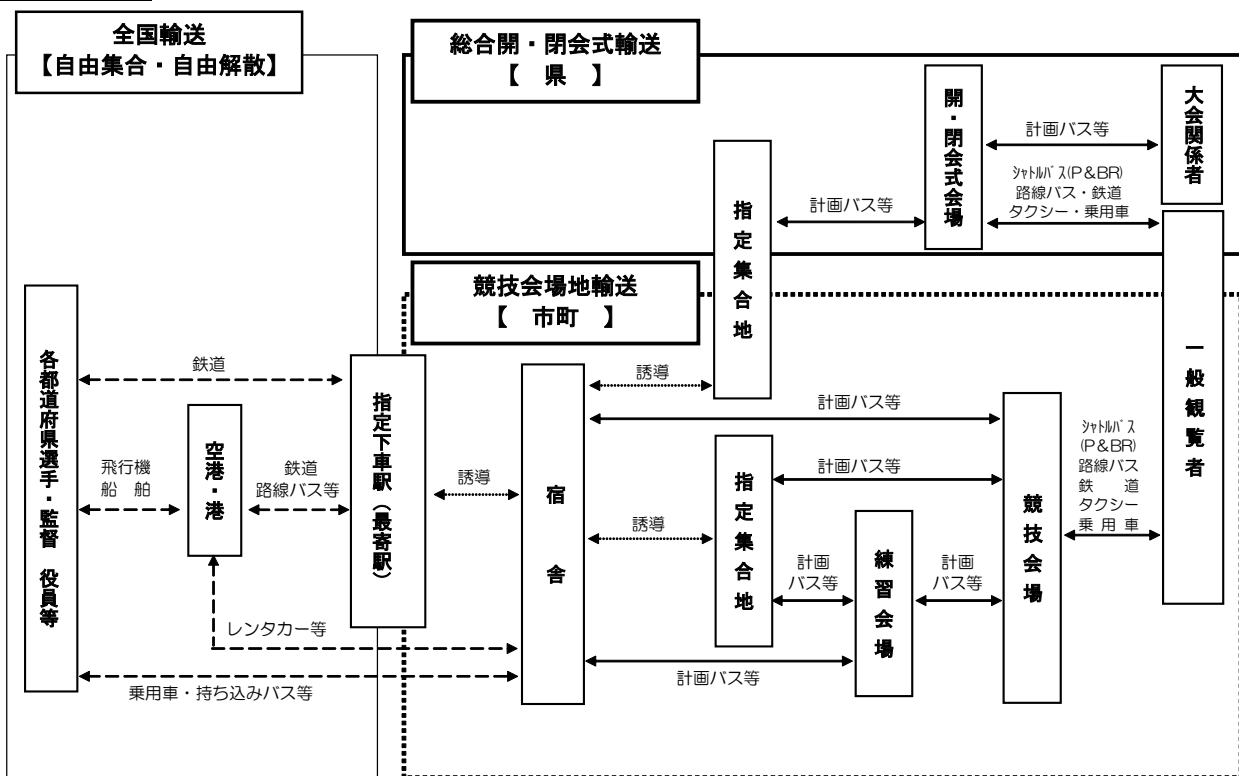 全国輸送
【自由集合・自由解散】
総合開・閉会式輸送
【　県　】
開・閉会式会場
大会関係者
計画バス等
シャトルバス(P&BR)
路線バス・鉄道
タクシー・乗用車
計画バス等
指定集合地
競技会場地輸送
【　市町　】
一般観覧者
各都道府県選手・監督　役員等
鉄道
空港・港
飛行機
船　舶
鉄道
路線バス等
指定下車駅（最寄駅）
誘導
宿　舎
誘導
計画バス等
計画バス等
誘導
指定集合地
計画
バス等
練習会場
計画
バス等
競技会場
シャトルバス
(P&BR)
路線バス
鉄　道
タクシー
乗用車
レンタカー等
計画バス等
乗用車・持ち込みバス等